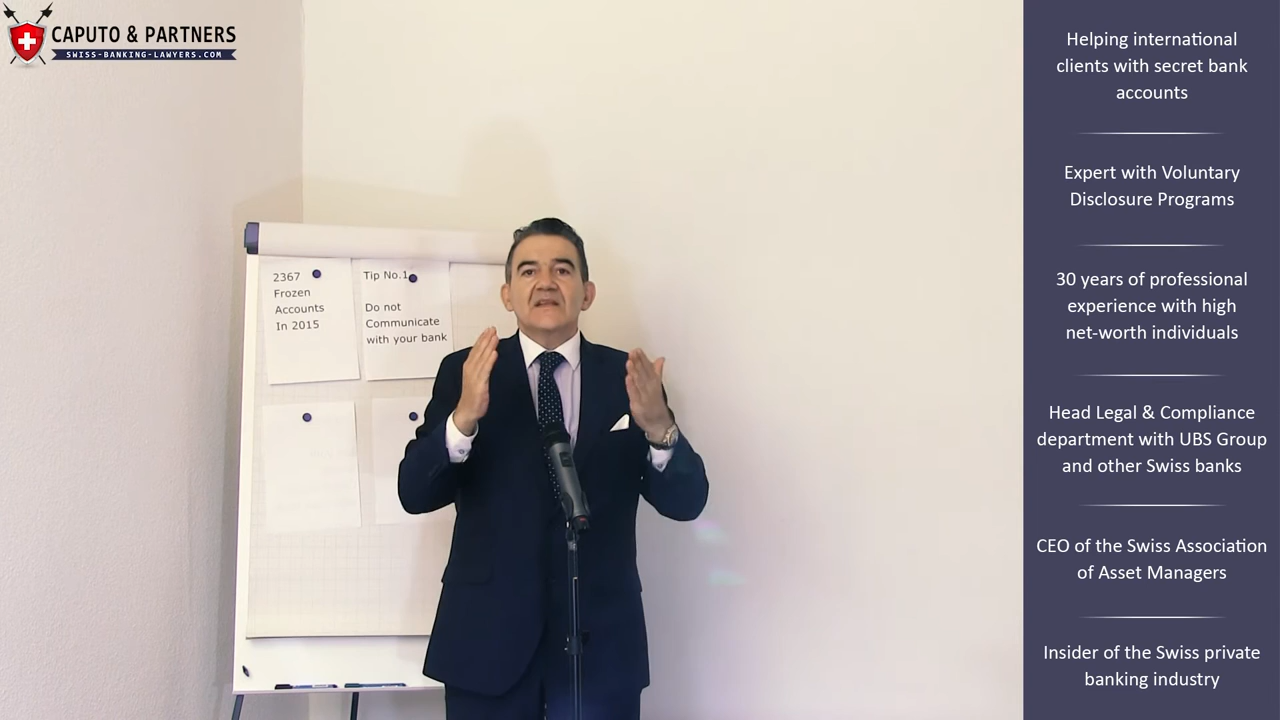 CAPUTO & PARTNERS
SWISS-BANKING-LAWYERS.COM
2367
Frozen
Accounts
In 2015
Tip No.1
Do not
Communicate
with your bank
Helping international
clients with secret bank
accounts
Expert with Voluntary
Disclosure Programs
30 years of professional
experience with high
net-worth individuals
Head Legal & Compliance
department with UBS Group
and other Swiss banks
CEO of the Swiss Association
of Asset Managers
Insider of the Swiss private
banking industry